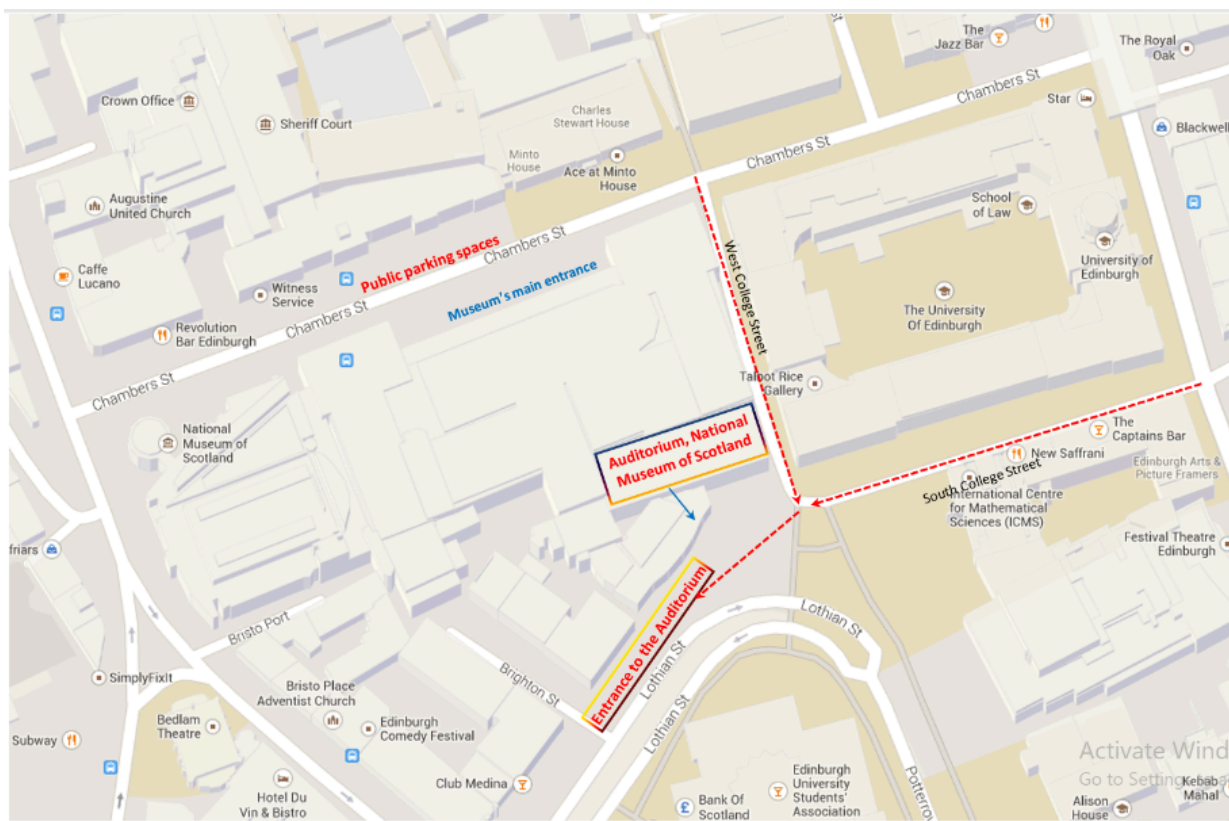 The
Jazz Bar
The Royal
Oak
Chambers St
Crown Office
Star
Charles
Stewart House
Sheriff Court
Blackwell
Minto
House
Chambers St
Ace at Minto
House
Augustine
United Church
School
of Law
Public parking spaces
Chambers St
West College Street
University of
Edinburgh
Caffe
Lucano
Witness
Service
Museum's main entrance
The University
Of Edinburgh
Revolution
Bar Edinburgh
Chambers St
Chambers St
Talbot Rice
Gallery
National
Museum of
Scotland
Auditorium, National
Museum of Scotland
The
Captains Bar
New Saffrani
Edinburgh Arts &
Picture Framers
South College Street
International Centre
for Mathematical
Sciences (ICMS)
Festival Theatre
Edinburgh
friars
Entrance to the Auditorium
Lothian St
Bristo Port
Lothian St
SimplyFixIt
Brighton St
Bristo Place
Adventist Church
Lothian St
Bedlam
Theatre
Edinburgh
Comedy Festival
Subway
Activate Wind
Go to Setting
Club Medina
Potterrow
Edinburgh
University
Students'
Association
Kebab
Mahal
Hotel Du
Vin & Bistro
Bank Of
Scotland
Alison
House